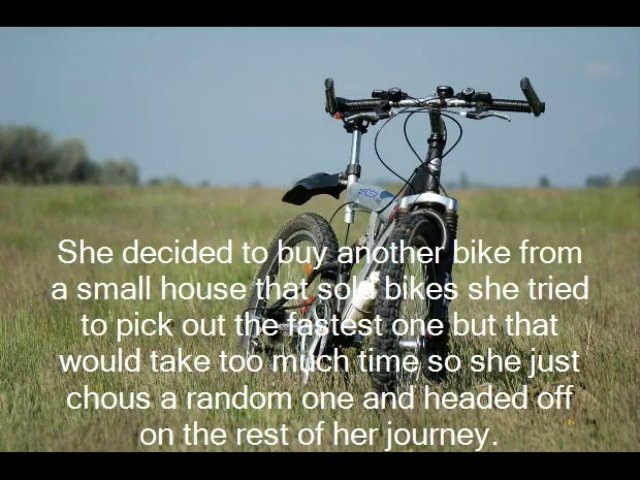 She decided to buy another bike from
a small house that sold bikes she tried
to pick out the fastest one but that
would take too much time so she just
chous a random one and headed off
on the rest of her journey.